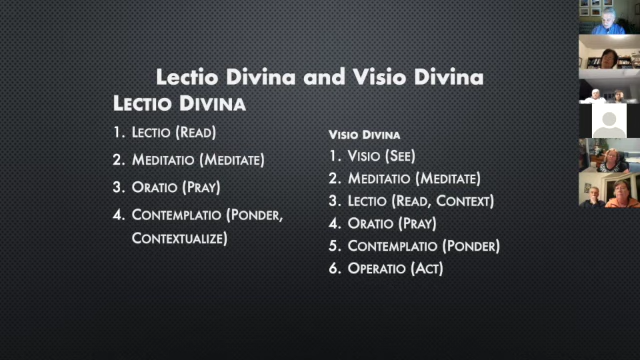 Lectio Divina and Visio Divina
LECTIO DIVINA
1. LECTIO (READ)
2. MEDITATIO (MEDITATE)
3. ORATIO (PRAY)
4. CONTEMPLATIO (PONDER,
CONTEXTUALIZE)
VISIO DIVINA
1. VISIO (SEE)
2. MEDITATIO (MEDITATE)
3. LECTIO (READ, CONTEXT)
4. ORATIO (PRAY)
5. CONTEMPLATIO (PONDER)
6. OPERATIO (ACT)